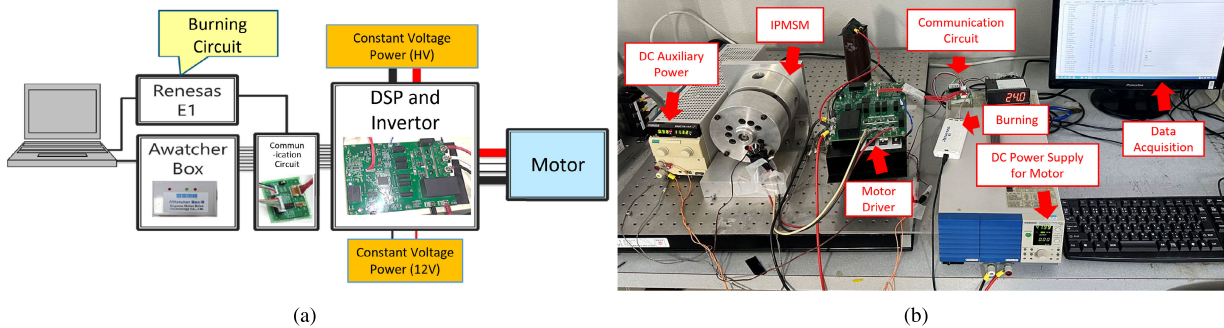 Burning
Circuit
Renesas
E1
Awatcher
Box
Commun
-ication
Circuit
Constant Voltage
Power (HV)
DSP and
Invertor
Constant Voltage
Power (12V)
Motor
(a)
DC Auxiliary
Power
IPMSM
Communication
Circuit
24.0
Burning
Data
Acquisition
DC Power Supply
for Motor
Motor
Driver
(b)